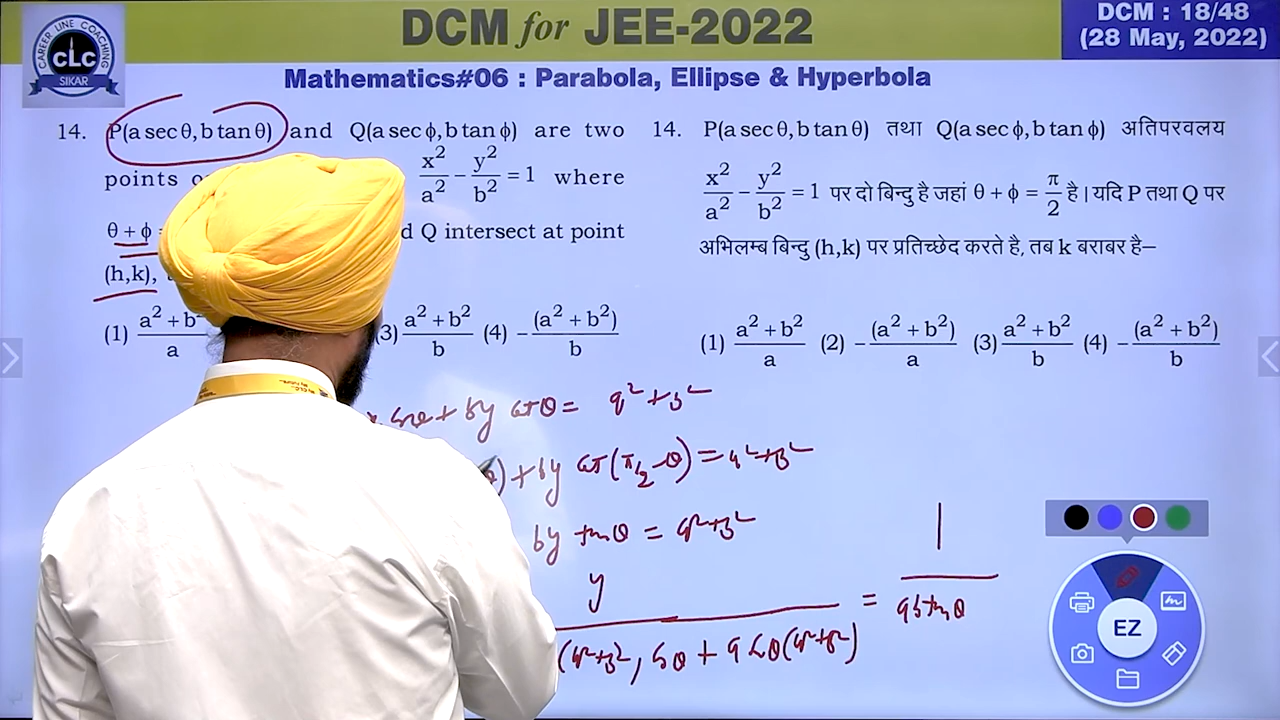 CAREER LINE COACHING
CLC
SIKAR
DCM for JEE-2022
DCM : 18/48
(28 May, 2022)
Mathematics#06 : Parabola, Ellipse & Hyperbola
14. P(a sec θ, b tan θ) and Q(a sec ϕ, b tan ϕ) are two
points x²/a² − y²/b² = 1 where
θ + ϕ Q intersect at point
(h,k),
(1) a² + b²/a (3) (a² + b²)/b (4) −(a² + b²)/b
14. P(a sec θ, b tan θ) तथा Q(a sec ϕ, b tan ϕ) अतिपरवलय
x²/a² − y²/b² = 1 पर दो बिन्दु है जहां θ + ϕ = π/2 है। यदि P तथा Q पर
अभिलम्ब बिन्दु (h,k) पर प्रतिच्छेद करते है, तब k बराबर है–
(1) (a² + b²)/a (2) −(a² + b²)/a (3) (a² + b²)/b (4) −(a² + b²)/b
+ by cot θ = a² + b²
) + by cot (π/2 − θ) = a² + b²
by tan θ = a² + b²
y = 1
ab tan θ
EZ